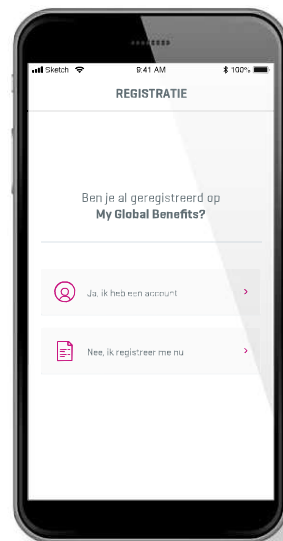 Sketch 9:41 AM 100%
REGISTRATIE
Ben je al geregistreerd op
My Global Benefits?
Ja, ik heb een account
Nee, ik registreer me nu